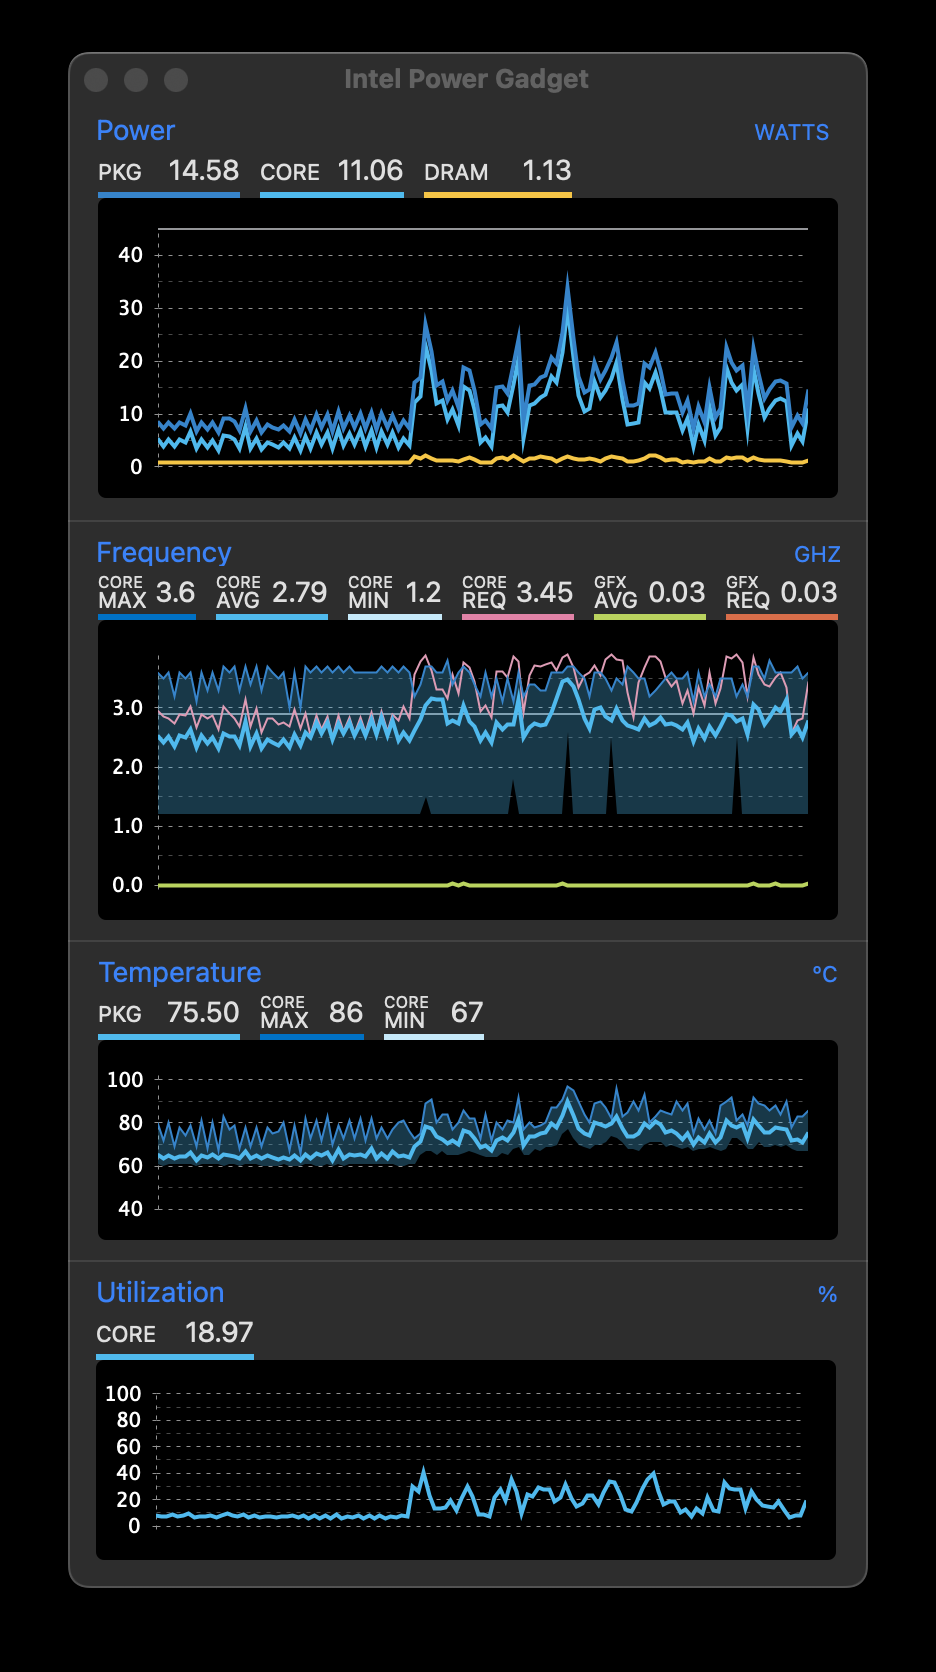 Intel Power Gadget
Power WATTS
PKG 14.58 CORE 11.06 DRAM 1.13
40
30
20
10
0
Frequency GHZ
CORE MAX 3.6 CORE AVG 2.79 CORE MIN 1.2 CORE REQ 3.45 GFX AVG 0.03 GFX REQ 0.03
3.0
2.0
1.0
0.0
Temperature °C
PKG 75.50 CORE MAX 86 CORE MIN 67
100
80
60
40
Utilization %
CORE 18.97
100
80
60
40
20
0